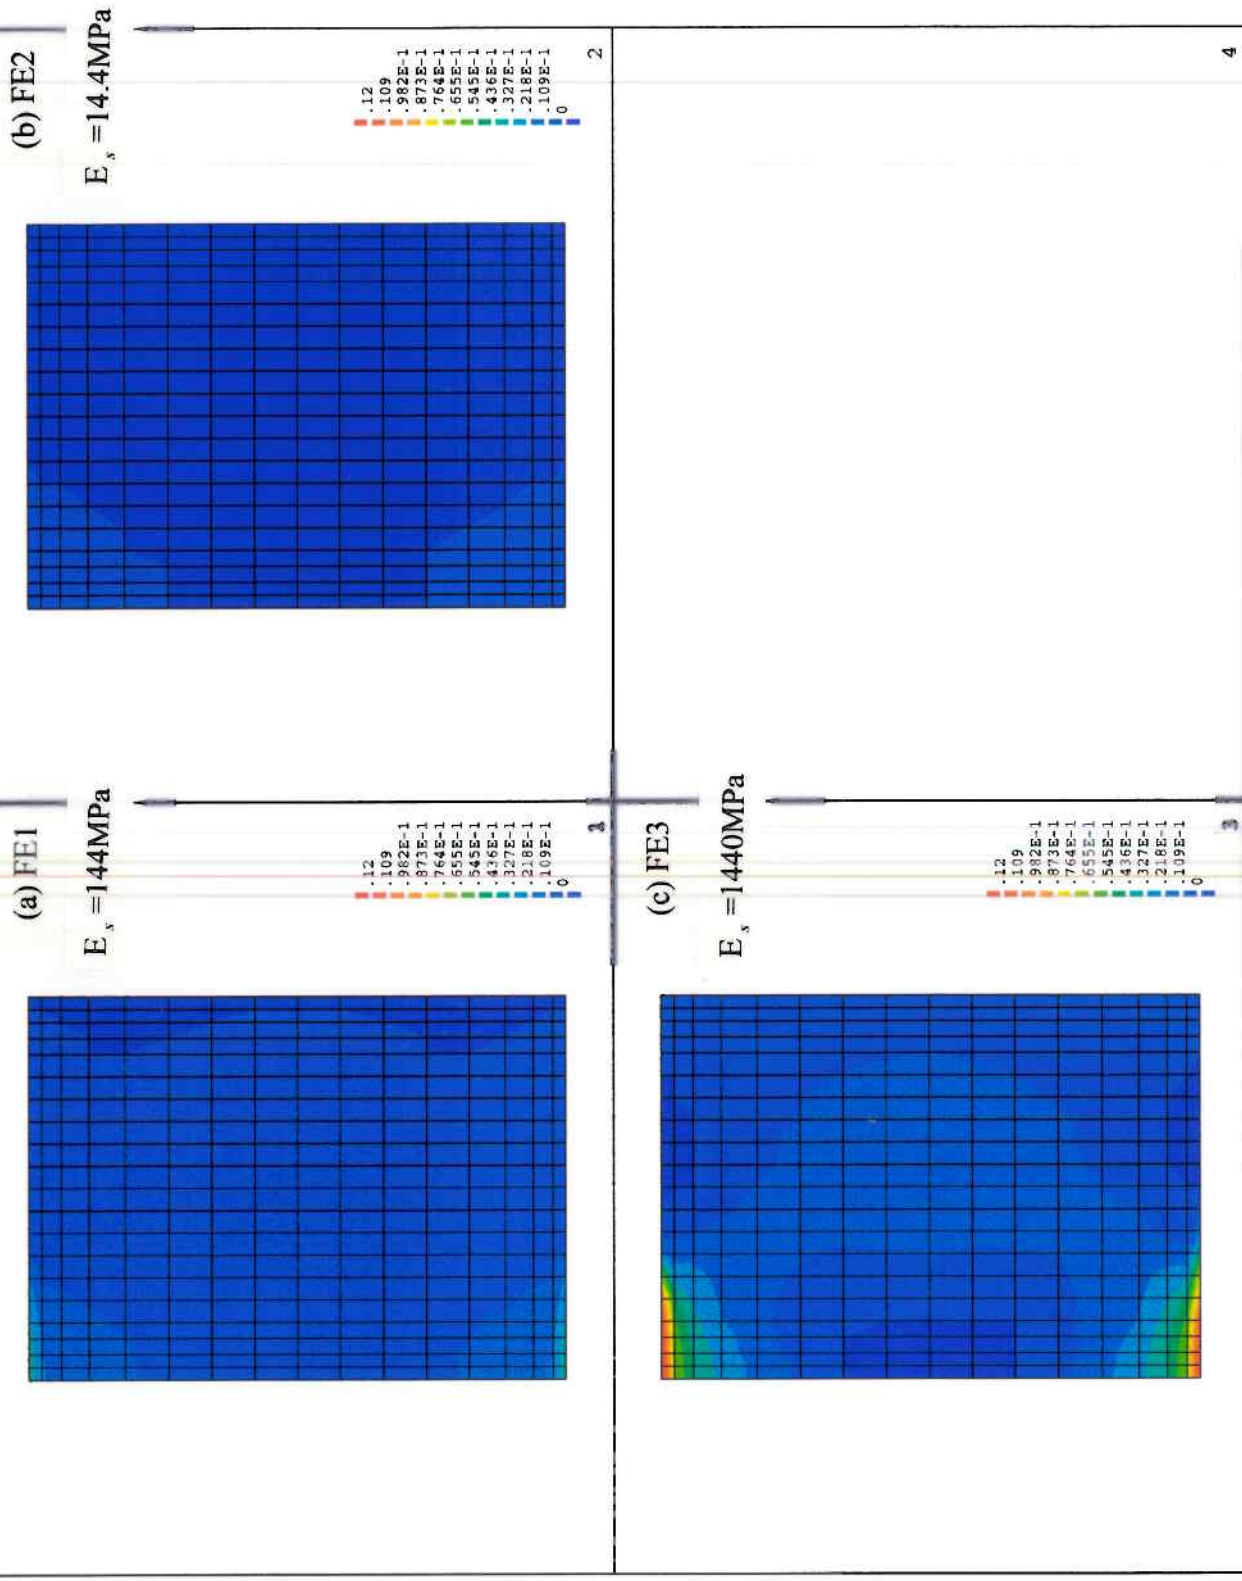 (a) FE1
E s =144MPa
.12
.109
.982E-1
.873E-1
.764E-1
.655E-1
.545E-1
.436E-1
.327E-1
.218E-1
.109E-1
0
(b) FE2
E s =14.4MPa
.12
.109
.982E-1
.873E-1
.764E-1
.655E-1
.545E-1
.436E-1
.327E-1
.218E-1
.109E-1
0
2
(c) FE3
E s =1440MPa
.12
.109
.982E-1
.873E-1
.764E-1
.655E-1
.545E-1
.436E-1
.327E-1
.218E-1
.109E-1
0
3
4